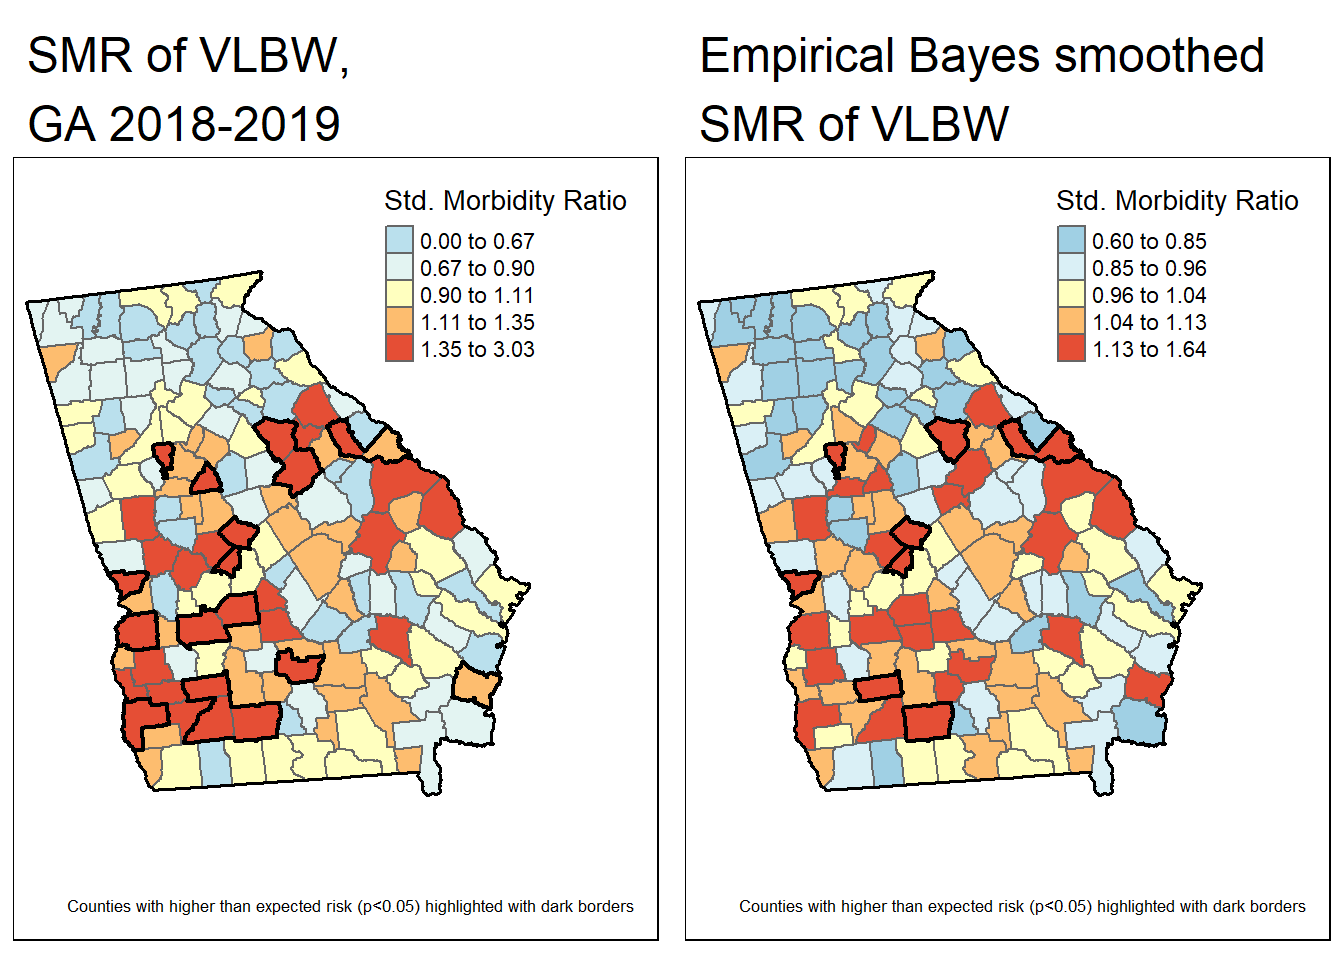 SMR of VLBW,
GA 2018-2019
Std. Morbidity Ratio
0.00 to 0.67
0.67 to 0.90
0.90 to 1.11
1.11 to 1.35
1.35 to 3.03
Counties with higher than expected risk (p<0.05) highlighted with dark borders
Empirical Bayes smoothed
SMR of VLBW
Std. Morbidity Ratio
0.60 to 0.85
0.85 to 0.96
0.96 to 1.04
1.04 to 1.13
1.13 to 1.64
Counties with higher than expected risk (p<0.05) highlighted with dark borders